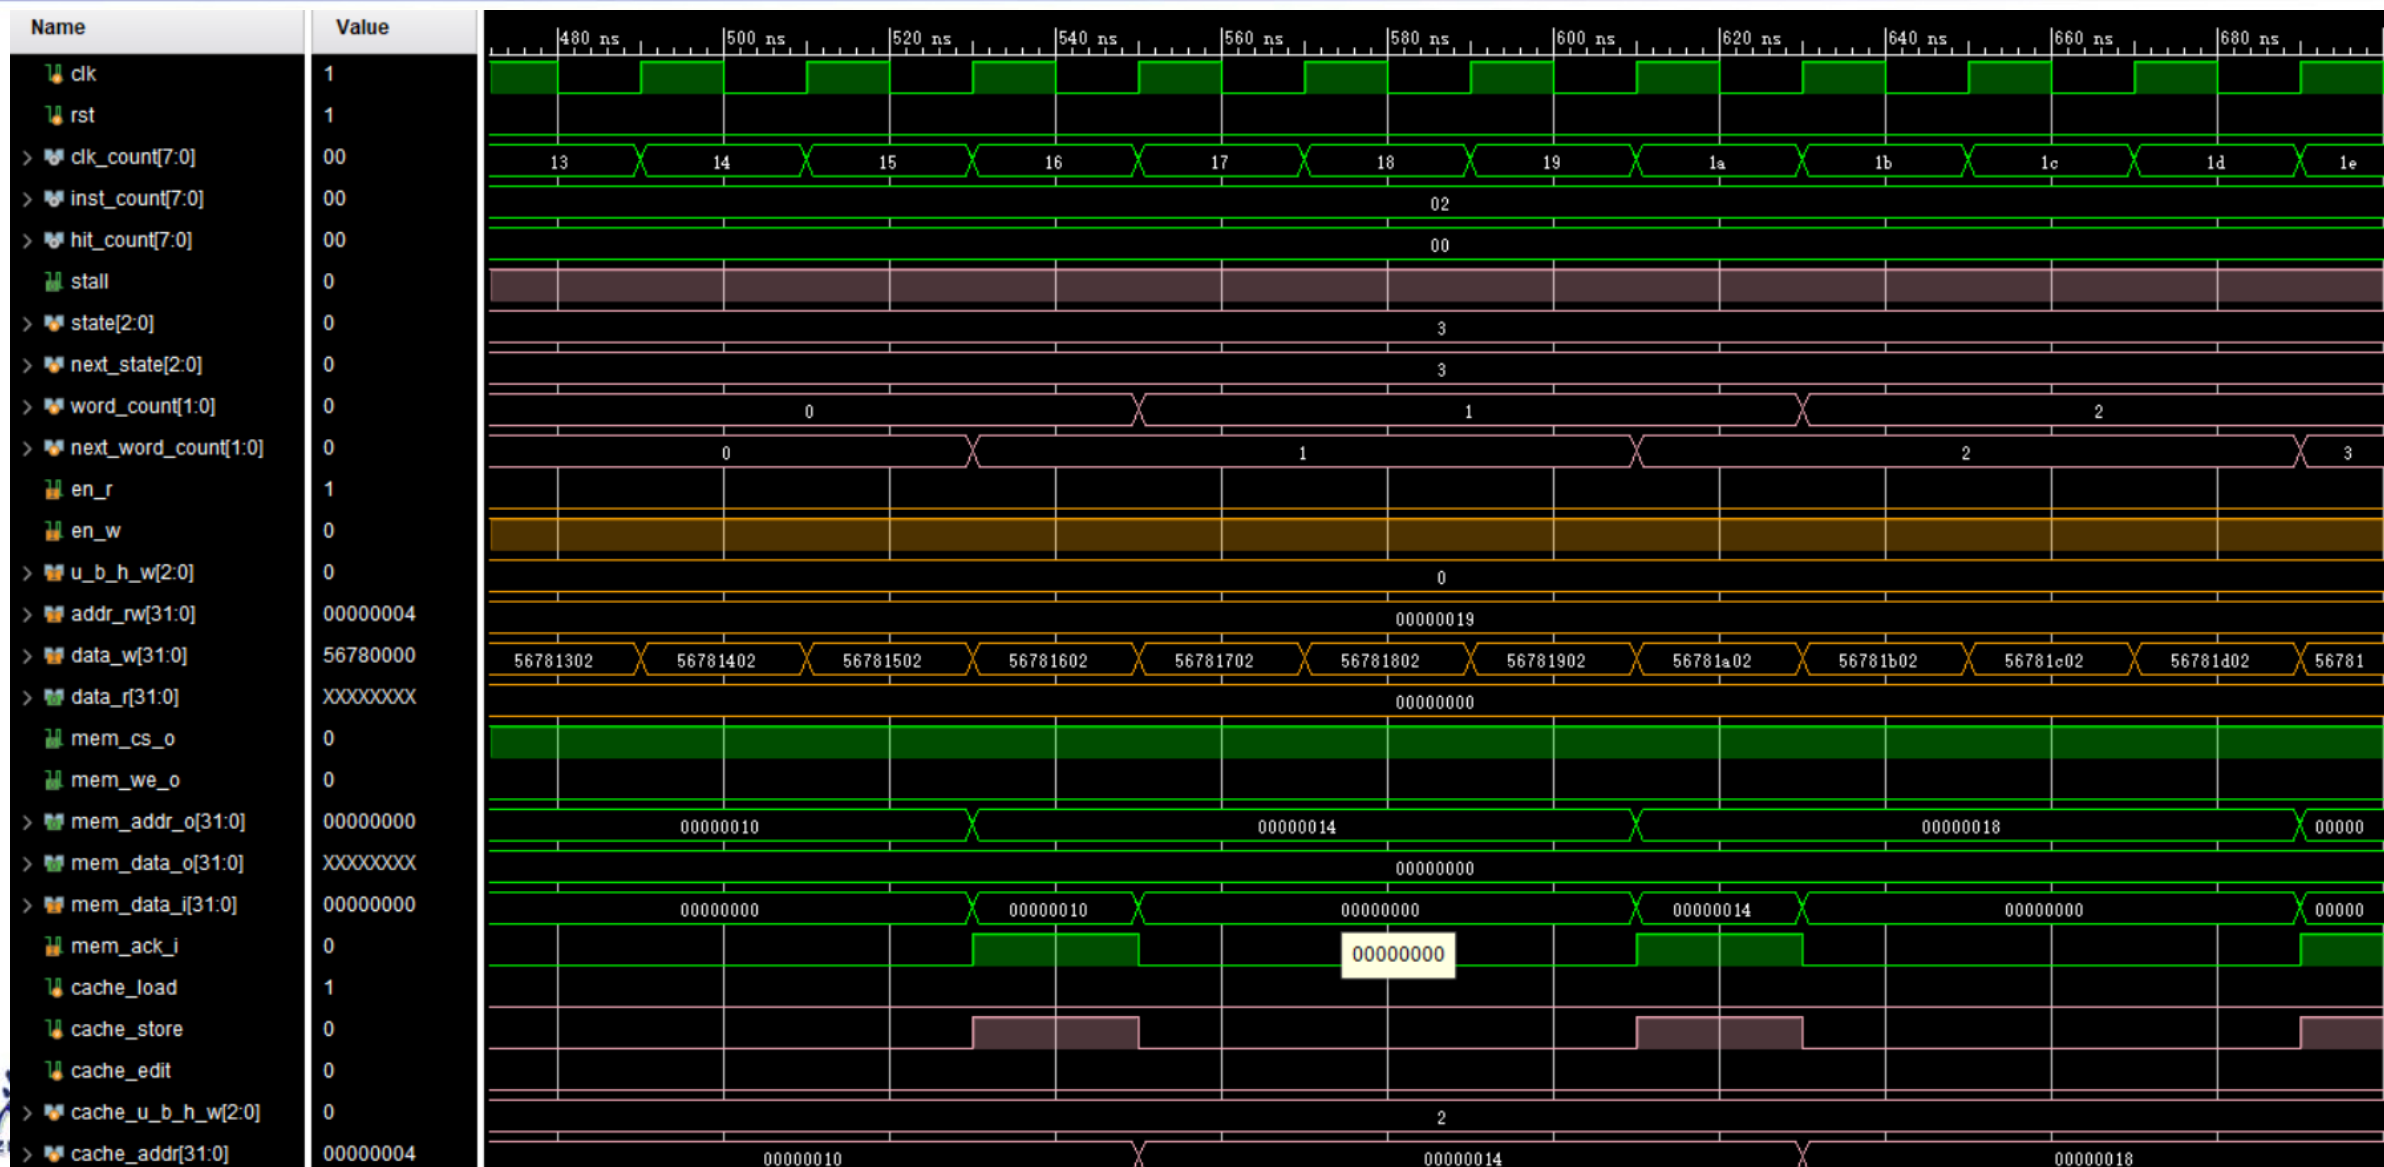 Name Value 480 ns 500 ns 520 ns 540 ns 560 ns 580 ns 600 ns 620 ns 640 ns 660 ns 680 ns
clk 1
rst 1
clk_count[7:0] 00 13 14 15 16 17 18 19 1a 1b 1c 1d 1e
inst_count[7:0] 00 02
hit_count[7:0] 00 00
stall 0
state[2:0] 0 3
next_state[2:0] 0 3
word_count[1:0] 0 0 1 2
next_word_count[1:0] 0 0 1 2 3
en_r 1
en_w 0
u_b_h_w[2:0] 0 0
addr_rw[31:0] 00000004 00000019
data_w[31:0] 56780000 56781302 56781402 56781502 56781602 56781702 56781802 56781902 56781a02 56781b02 56781c02 56781d02 56781
data_r[31:0] XXXXXXXX 00000000
mem_cs_o 0
mem_we_o 0
mem_addr_o[31:0] 00000000 00000010 00000014 00000018 00000
mem_data_o[31:0] XXXXXXXX 00000000
mem_data_i[31:0] 00000000 00000000 00000010 00000000 00000014 00000000 00000
mem_ack_i 0 00000000
cache_load 1
cache_store 0
cache_edit 0
cache_u_b_h_w[2:0] 0 2
cache_addr[31:0] 00000004 00000010 00000014 00000018